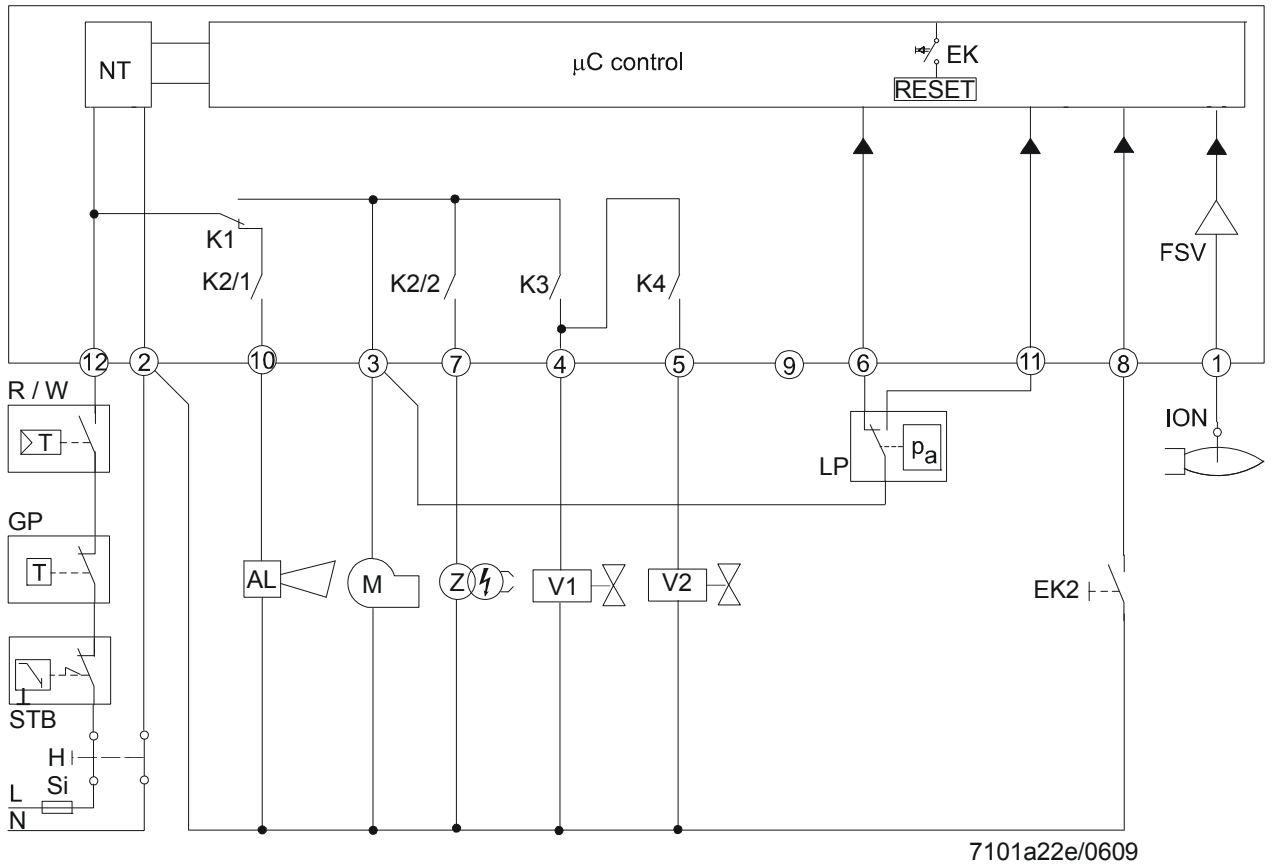 NT
μC control
EK
RESET
FSV
K1
K2/1
K2/2
K3
K4
12
2
10
3
7
4
5
9
6
11
8
1
R / W
T
ION
LP
pa
GP
T
AL
M
Z
V1
V2
EK2
STB
H
Si
L
N
7101a22e/0609